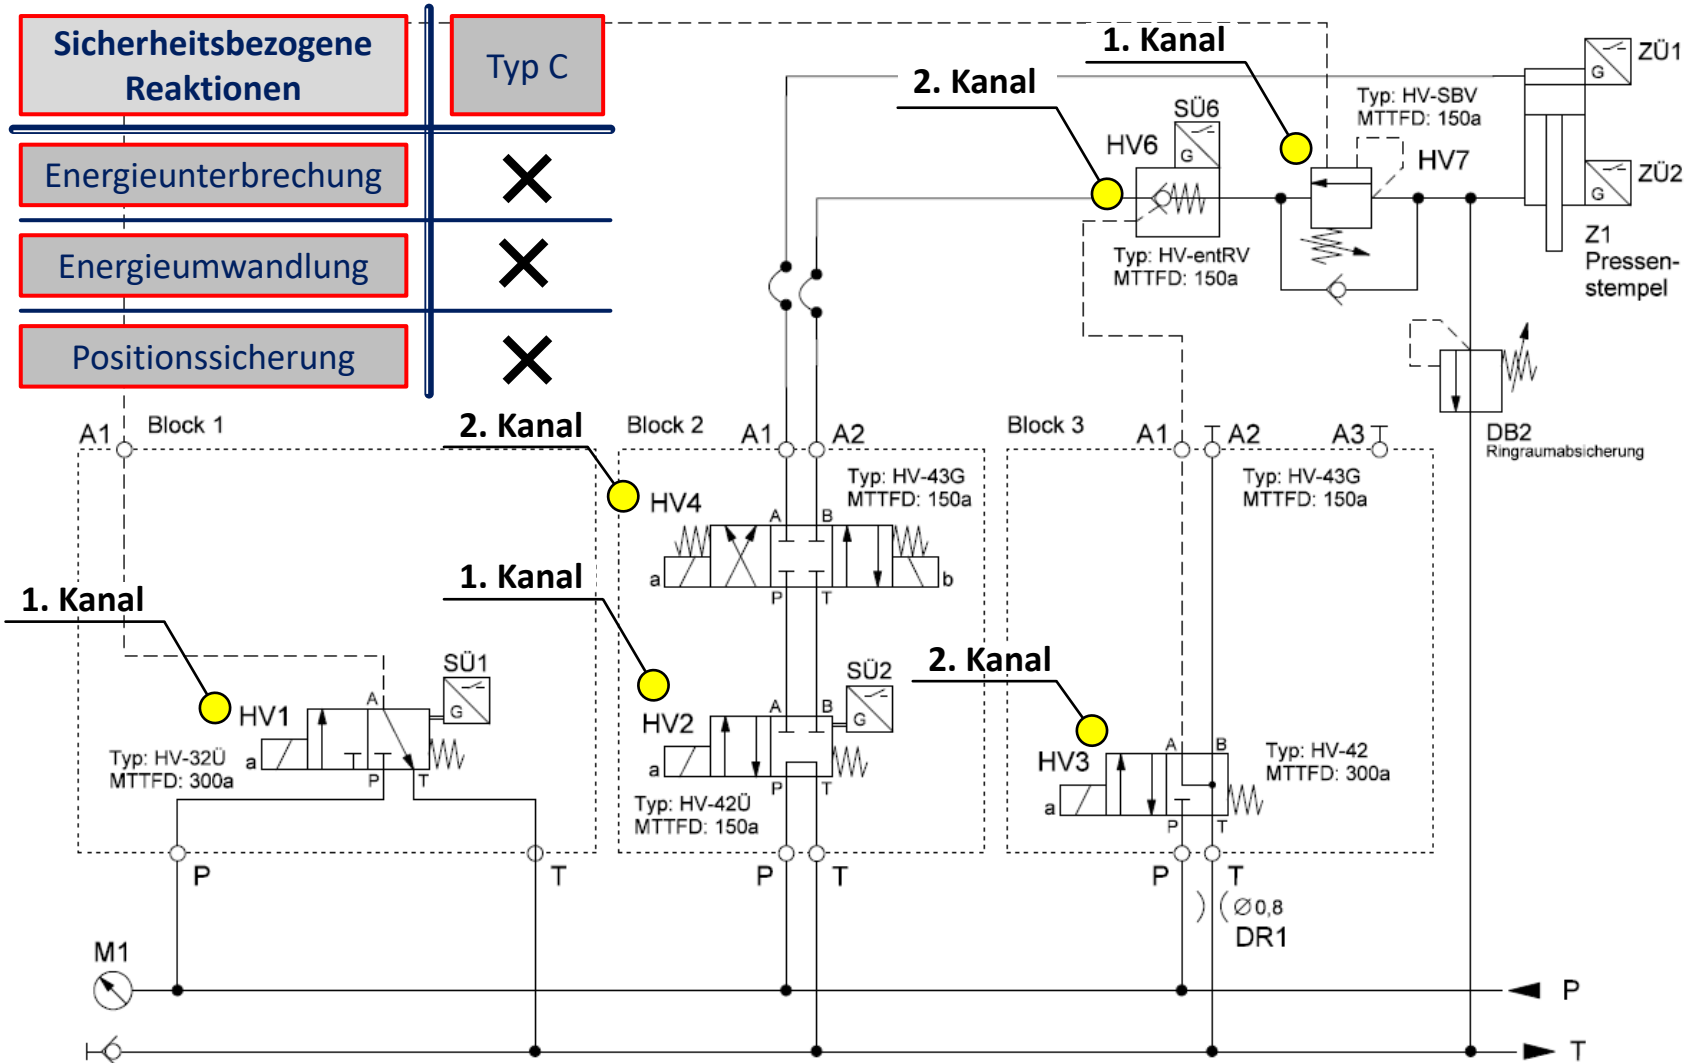 Sicherheitsbezogene
Reaktionen
Typ C
Energieunterbrechung
Energieumwandlung
Positionssicherung
1. Kanal
2. Kanal
ZÜ1
G
Typ: HV-SBV
MTTFD: 150a
SÜ6
HV6
G
HV7
ZÜ2
G
Typ: HV-entRV
MTTFD: 150a
Z1
Pressen-
stempel
DB2
Ringraumabsicherung
A1
Block 1
2. Kanal
Block 2
A1
A2
Block 3
A1
A2
A3
Typ: HV-43G
MTTFD: 150a
Typ: HV-43G
MTTFD: 150a
HV4
A
B
a
b
P
T
1. Kanal
1. Kanal
2. Kanal
SÜ1
G
HV1
A
a
P
T
Typ: HV-32Ü
MTTFD: 300a
SÜ2
G
HV2
A
B
a
P
T
Typ: HV-42Ü
MTTFD: 150a
HV3
A
B
a
P
T
Typ: HV-42
MTTFD: 300a
P
T
P
T
P
T
Ø0,8
DR1
M1
P
T